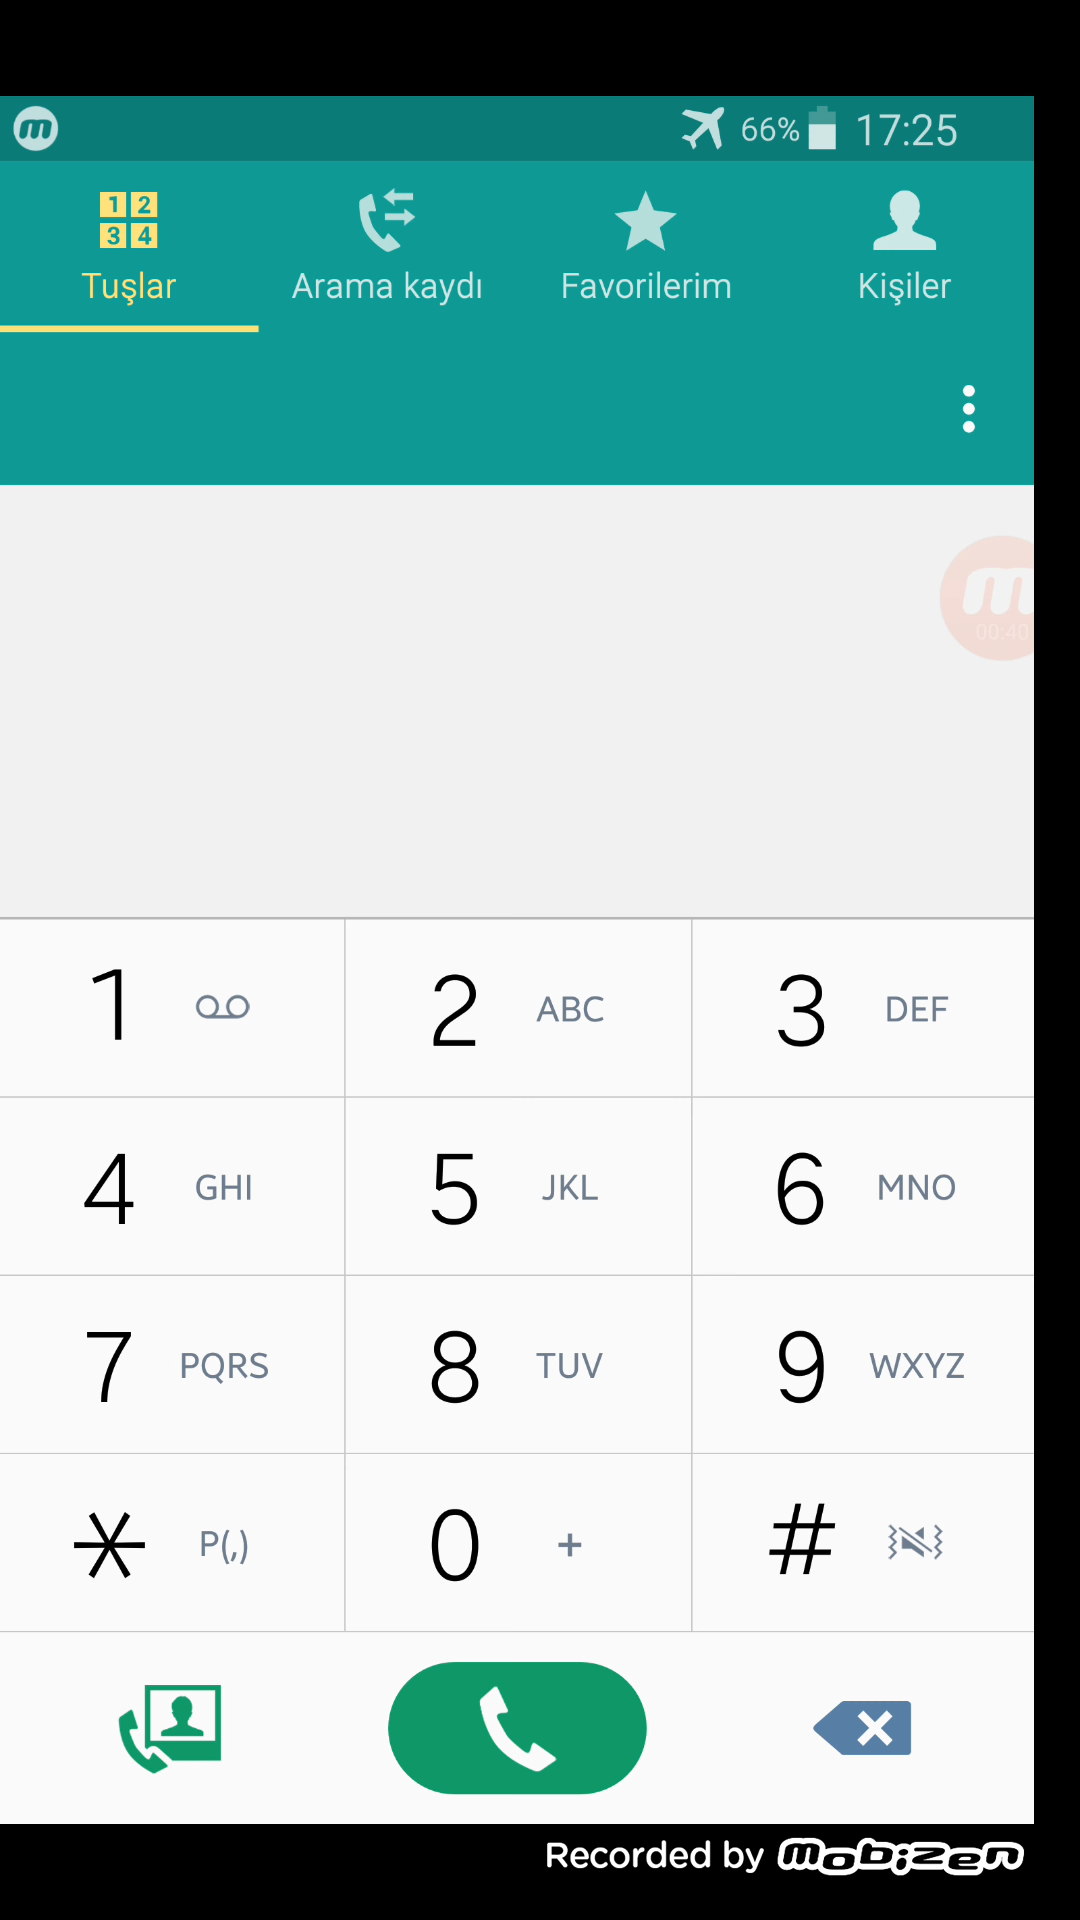 m 66% 17:25
1 2
3 4
Tuşlar Arama kaydı Favorilerim Kişiler
m
00:40
1 2 ABC 3 DEF
4 GHI 5 JKL 6 MNO
7 PQRS 8 TUV 9 WXYZ
* P(,) 0 + #
Recorded by mobizen